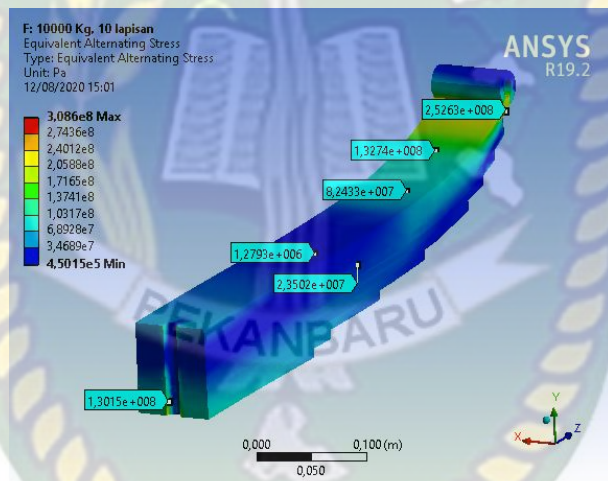 F: 10000 Kg. 10 lapisan
Equivalent Alternating Stress
Type: Equivalent Alternating Stress
Unit: Pa
12/08/2020 15:01
ANSYS
R19.2
3,086e8 Max
2,7436e8
2,4012e8
2,0588e8
1,7165e8
1,3741e8
1,0317e8
6,8928e7
3,4689e7
4,5015e5 Min
2,5263e+008
1,3274e+008
8,2433e+007
1,2793e+006
2,3502e+007
1,3015e+008
PEKANBARU
0,000
0,100 (m)
0,050
Y
X
Z